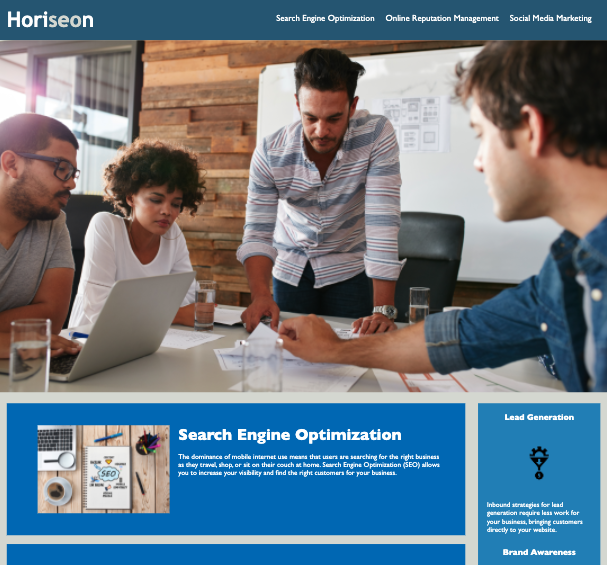 Horiseon
Search Engine Optimization
Online Reputation Management
Social Media Marketing
SEO
Search Engine Optimization
The dominance of mobile internet use means that users are searching for the right business
as they travel, shop, or sit on their couch at home. Search Engine Optimization (SEO) allows
you to increase your visibility and find the right customers for your business.
Lead Generation
Inbound strategies for lead
generation require less work for
your business, bringing customers
directly to your website.
Brand Awareness